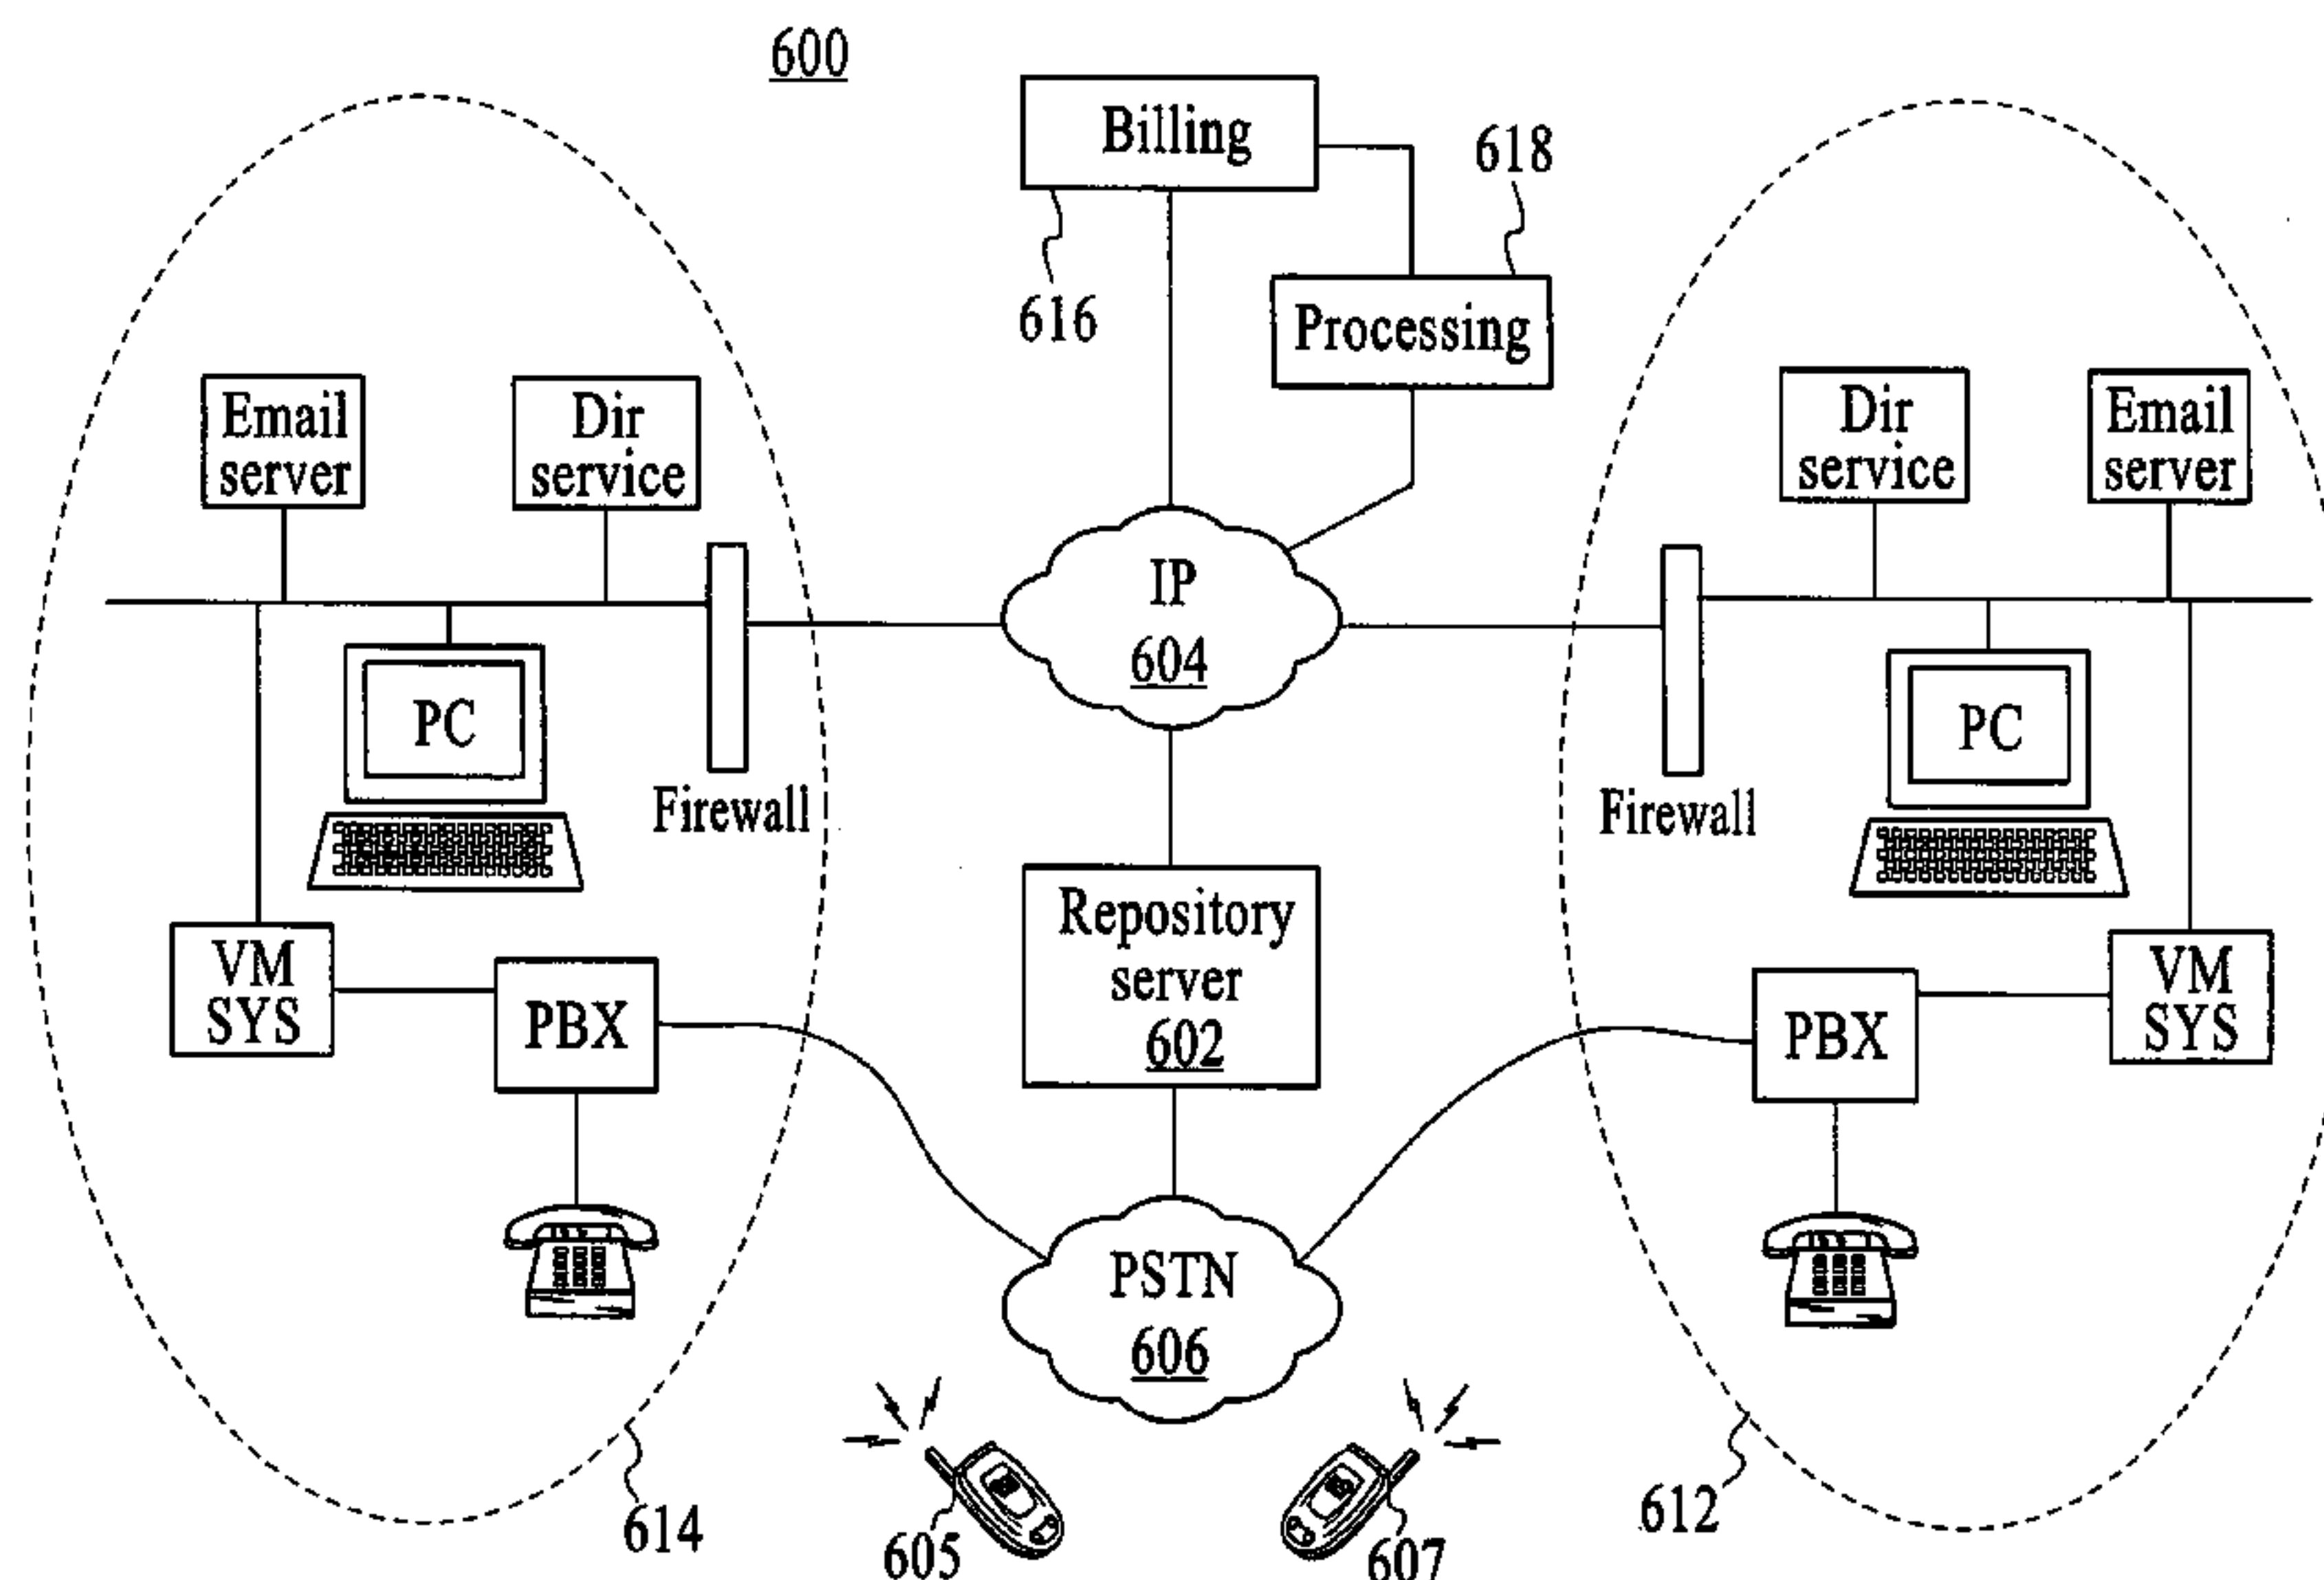 600
Billing
618
616
Processing
Email
server
Dir
service
Dir
service
Email
server
IP
604
PC
PC
Firewall
Firewall
Repository
server
602
VM
SYS
PBX
PBX
VM
SYS
PSTN
606
614
605
607
612